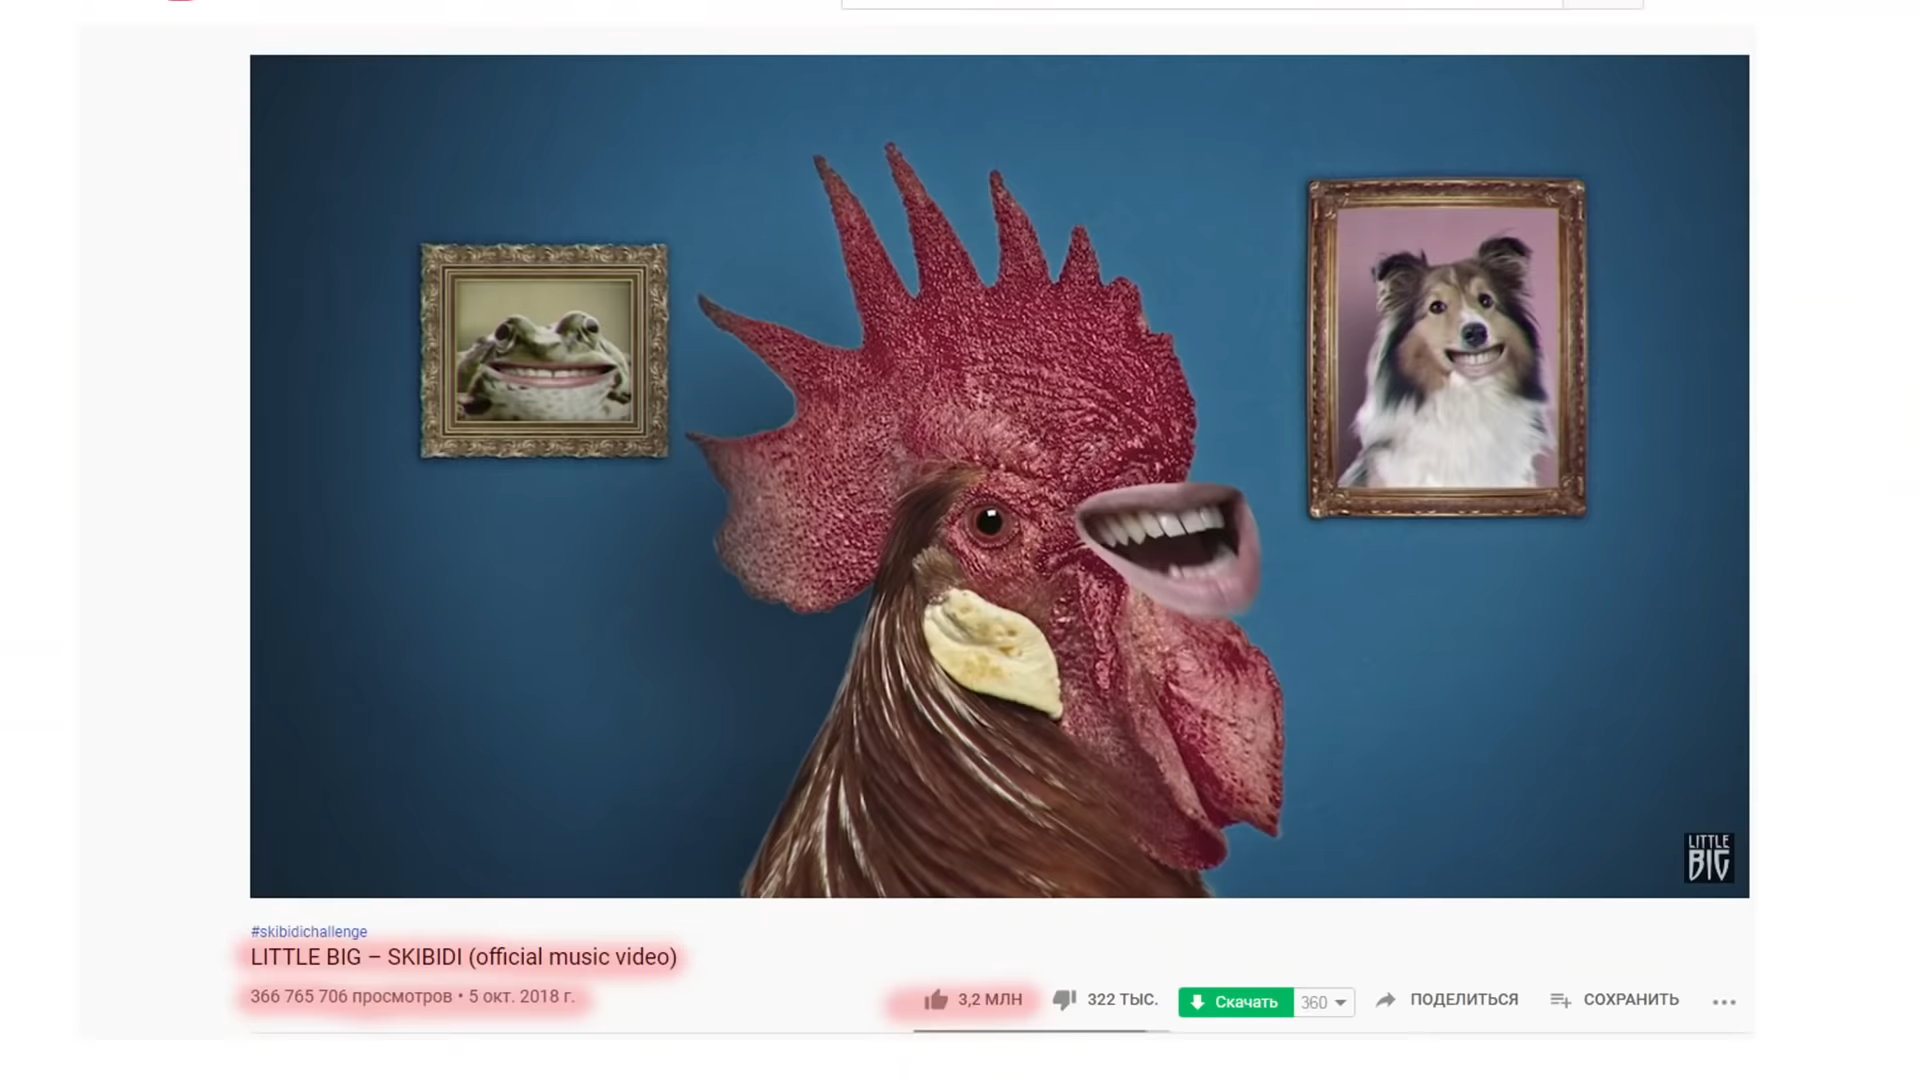 LITTLE
BIG
#skibidichallenge
LITTLE BIG – SKIBIDI (official music video)
366 765 706 просмотров • 5 окт. 2018 г.
3,2 МЛН
322 ТЫС.
Скачать
360
ПОДЕЛИТЬСЯ
СОХРАНИТЬ